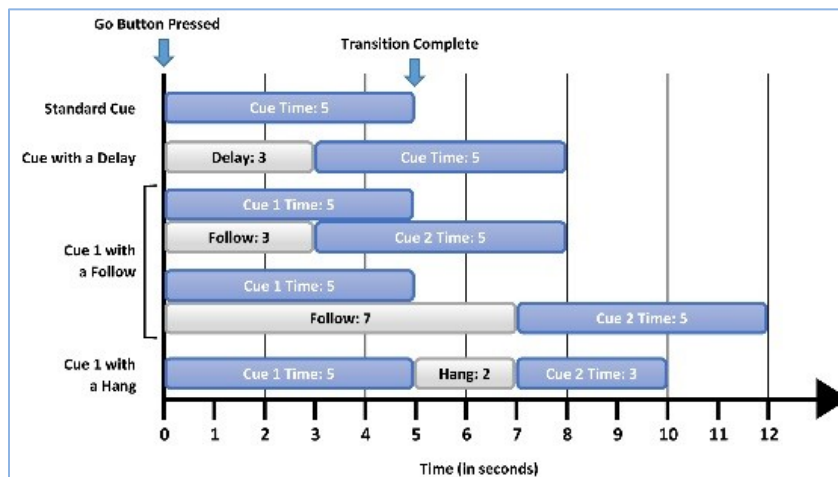 Go Button Pressed
Transition Complete
Standard Cue
Cue Time: 5
Cue with a Delay
Delay: 3
Cue Time: 5
Cue 1 with
a Follow
Cue 1 Time: 5
Follow: 3
Cue 2 Time: 5
Cue 1 Time: 5
Follow: 7
Cue 2 Time: 5
Cue 1 with
a Hang
Cue 1 Time: 5
Hang: 2
Cue 2 Time: 3
0 1 2 3 4 5 6 7 8 9 10 11 12
Time (in seconds)